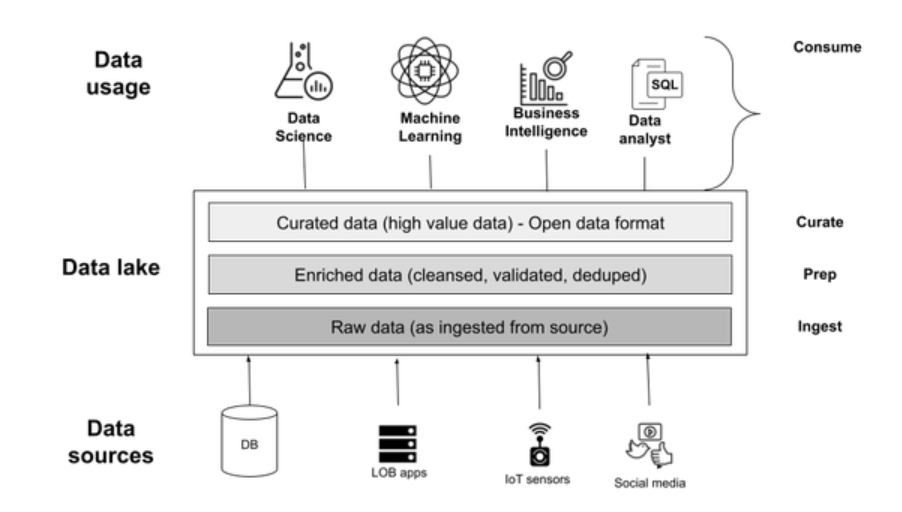 Data
usage
Data
Science
Machine
Learning
Business
Intelligence
SQL
Data
analyst
Consume
Data lake
Curated data (high value data) - Open data format
Curate
Enriched data (cleansed, validated, deduped)
Prep
Raw data (as ingested from source)
Ingest
Data
sources
DB
LOB apps
IoT sensors
Social media